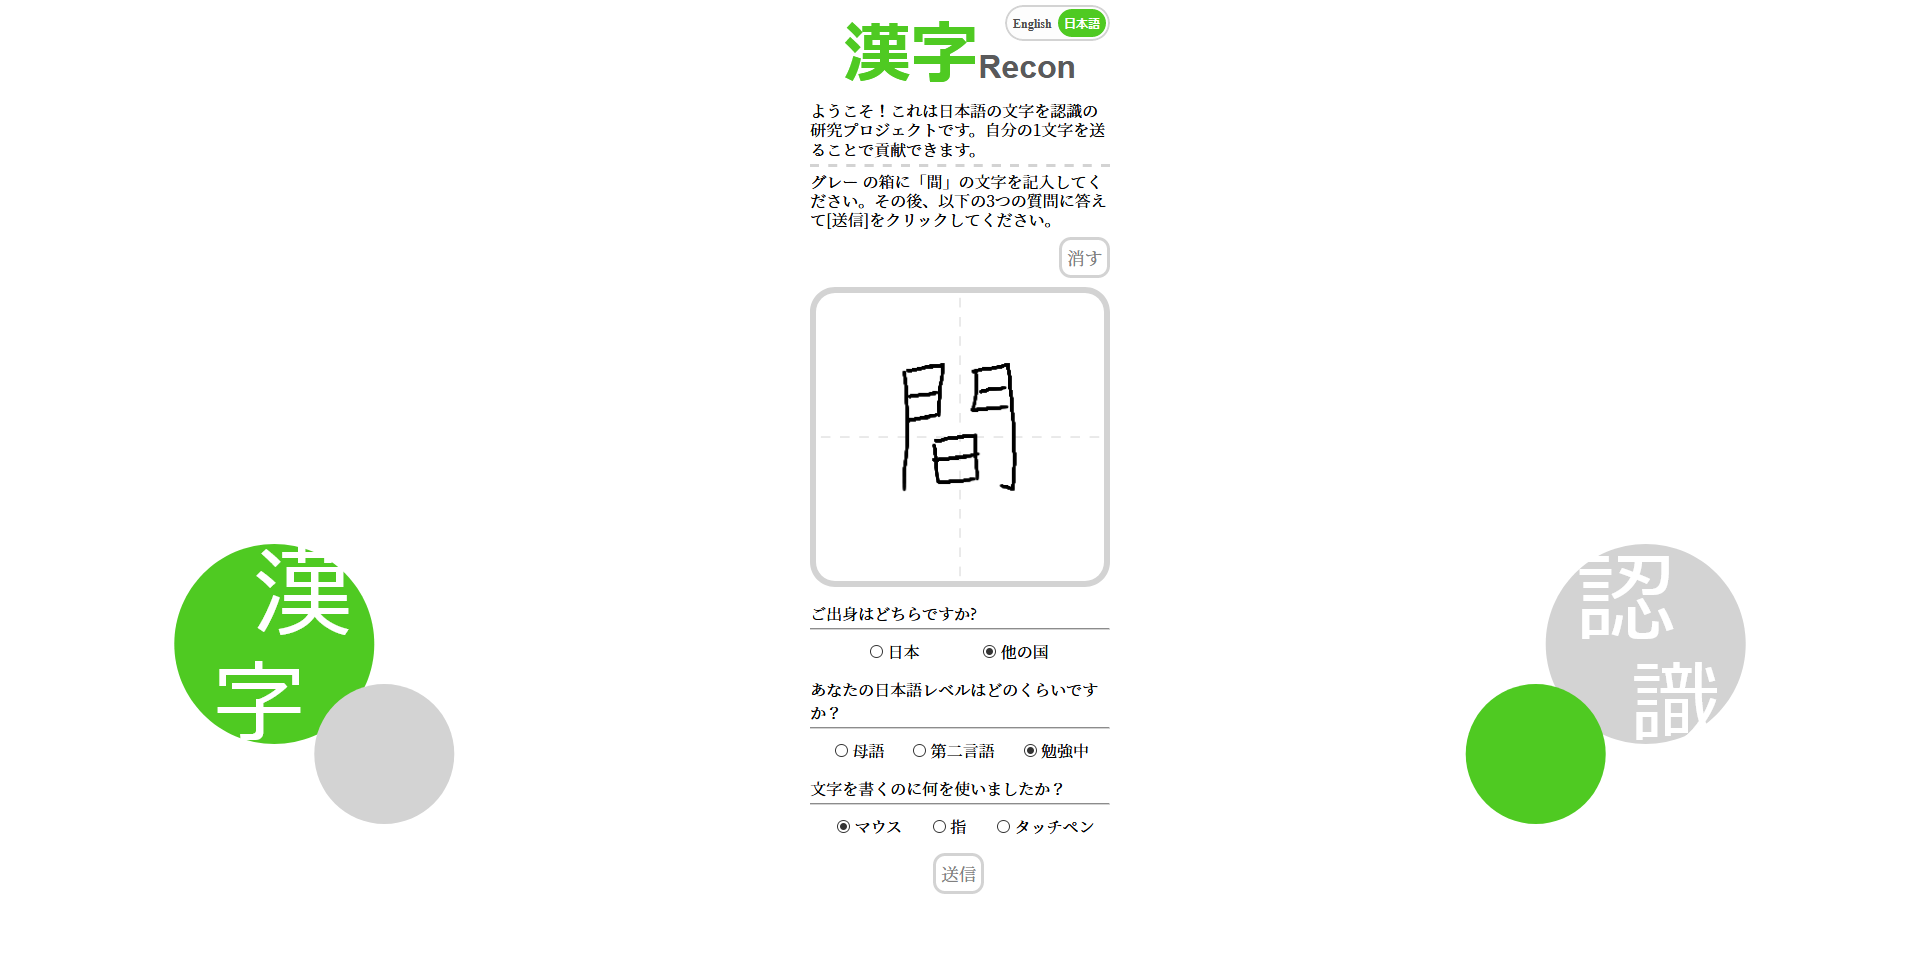 English 日本語
漢字Recon
ようこそ！これは日本語の文字を認識の
研究プロジェクトです。自分の1文字を送
ることで貢献できます。
グレー の箱に「間」の文字を記入してく
ださい。その後、以下の3つの質問に答え
て[送信]をクリックしてください。
消す
間
ご出身はどちらですか?
日本 他の国
あなたの日本語レベルはどのくらいです
か？
母語 第二言語 勉強中
文字を書くのに何を使いましたか？
マウス 指 タッチペン
送信
漢
字
認
識